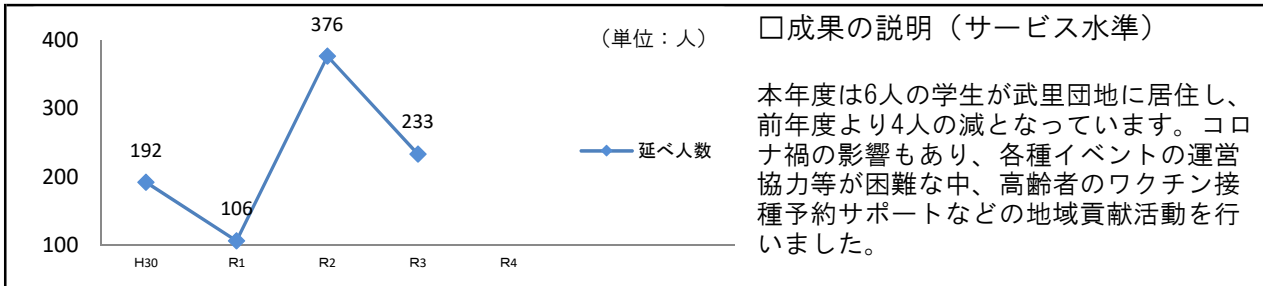 400
300
200
100
192
106
376
233
H30
R1
R2
R3
R4
（単位：人）
延べ人数
□成果の説明（サービス水準）
本年度は6人の学生が武里団地に居住し、
前年度より4人の減となっています。コロ
ナ禍の影響もあり、各種イベントの運営
協力等が困難な中、高齢者のワクチン接
種予約サポートなどの地域貢献活動を行
いました。